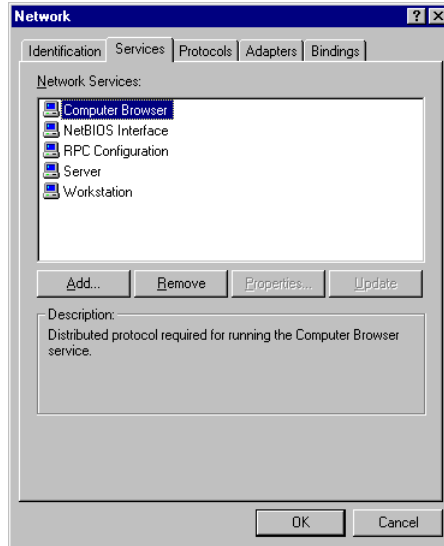 Network
Identification Services Protocols Adapters Bindings
Network Services:
Computer Browser
NetBIOS Interface
RPC Configuration
Server
Workstation
Add... Remove Properties... Update
Description:
Distributed protocol required for running the Computer Browser
service.
OK Cancel